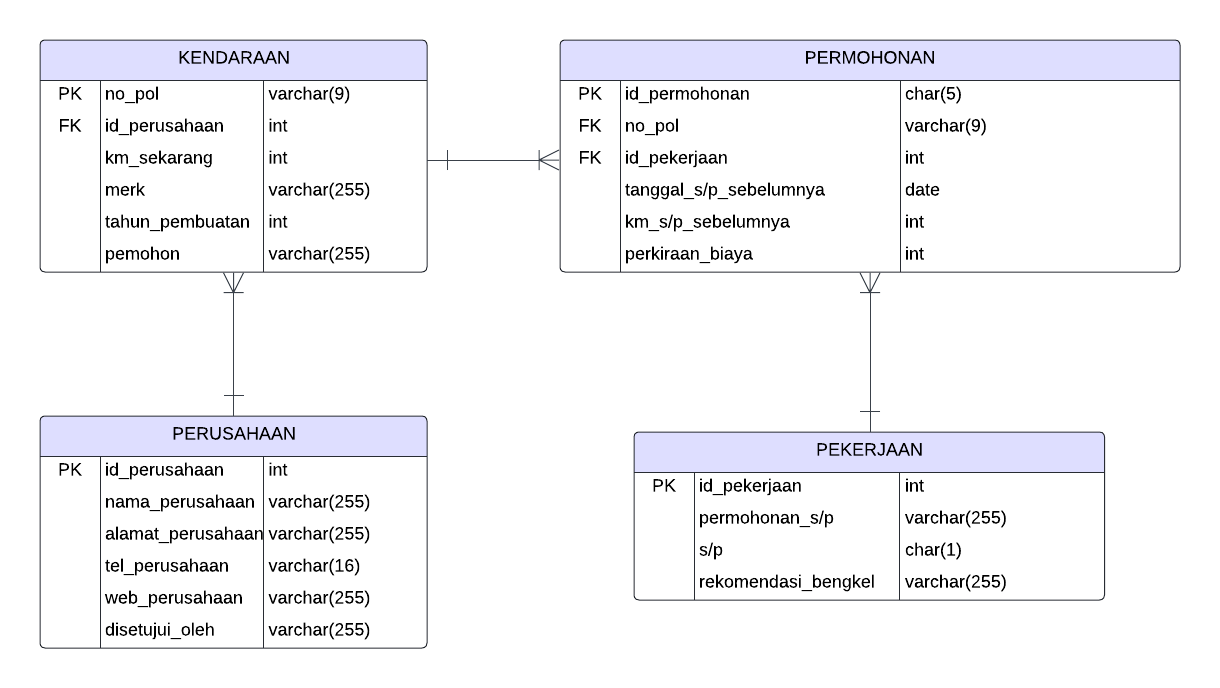 KENDARAAN
PK no_pol varchar(9)
FK id_perusahaan int
km_sekarang int
merk varchar(255)
tahun_pembuatan int
pemohon varchar(255)
PERMOHONAN
PK id_permohonan char(5)
FK no_pol varchar(9)
FK id_pekerjaan int
tanggal_s/p_sebelumnya date
km_s/p_sebelumnya int
perkiraan_biaya int
PERUSAHAAN
PK id_perusahaan int
nama_perusahaan varchar(255)
alamat_perusahaan varchar(255)
tel_perusahaan varchar(16)
web_perusahaan varchar(255)
disetujui_oleh varchar(255)
PEKERJAAN
PK id_pekerjaan int
permohonan_s/p varchar(255)
s/p char(1)
rekomendasi_bengkel varchar(255)